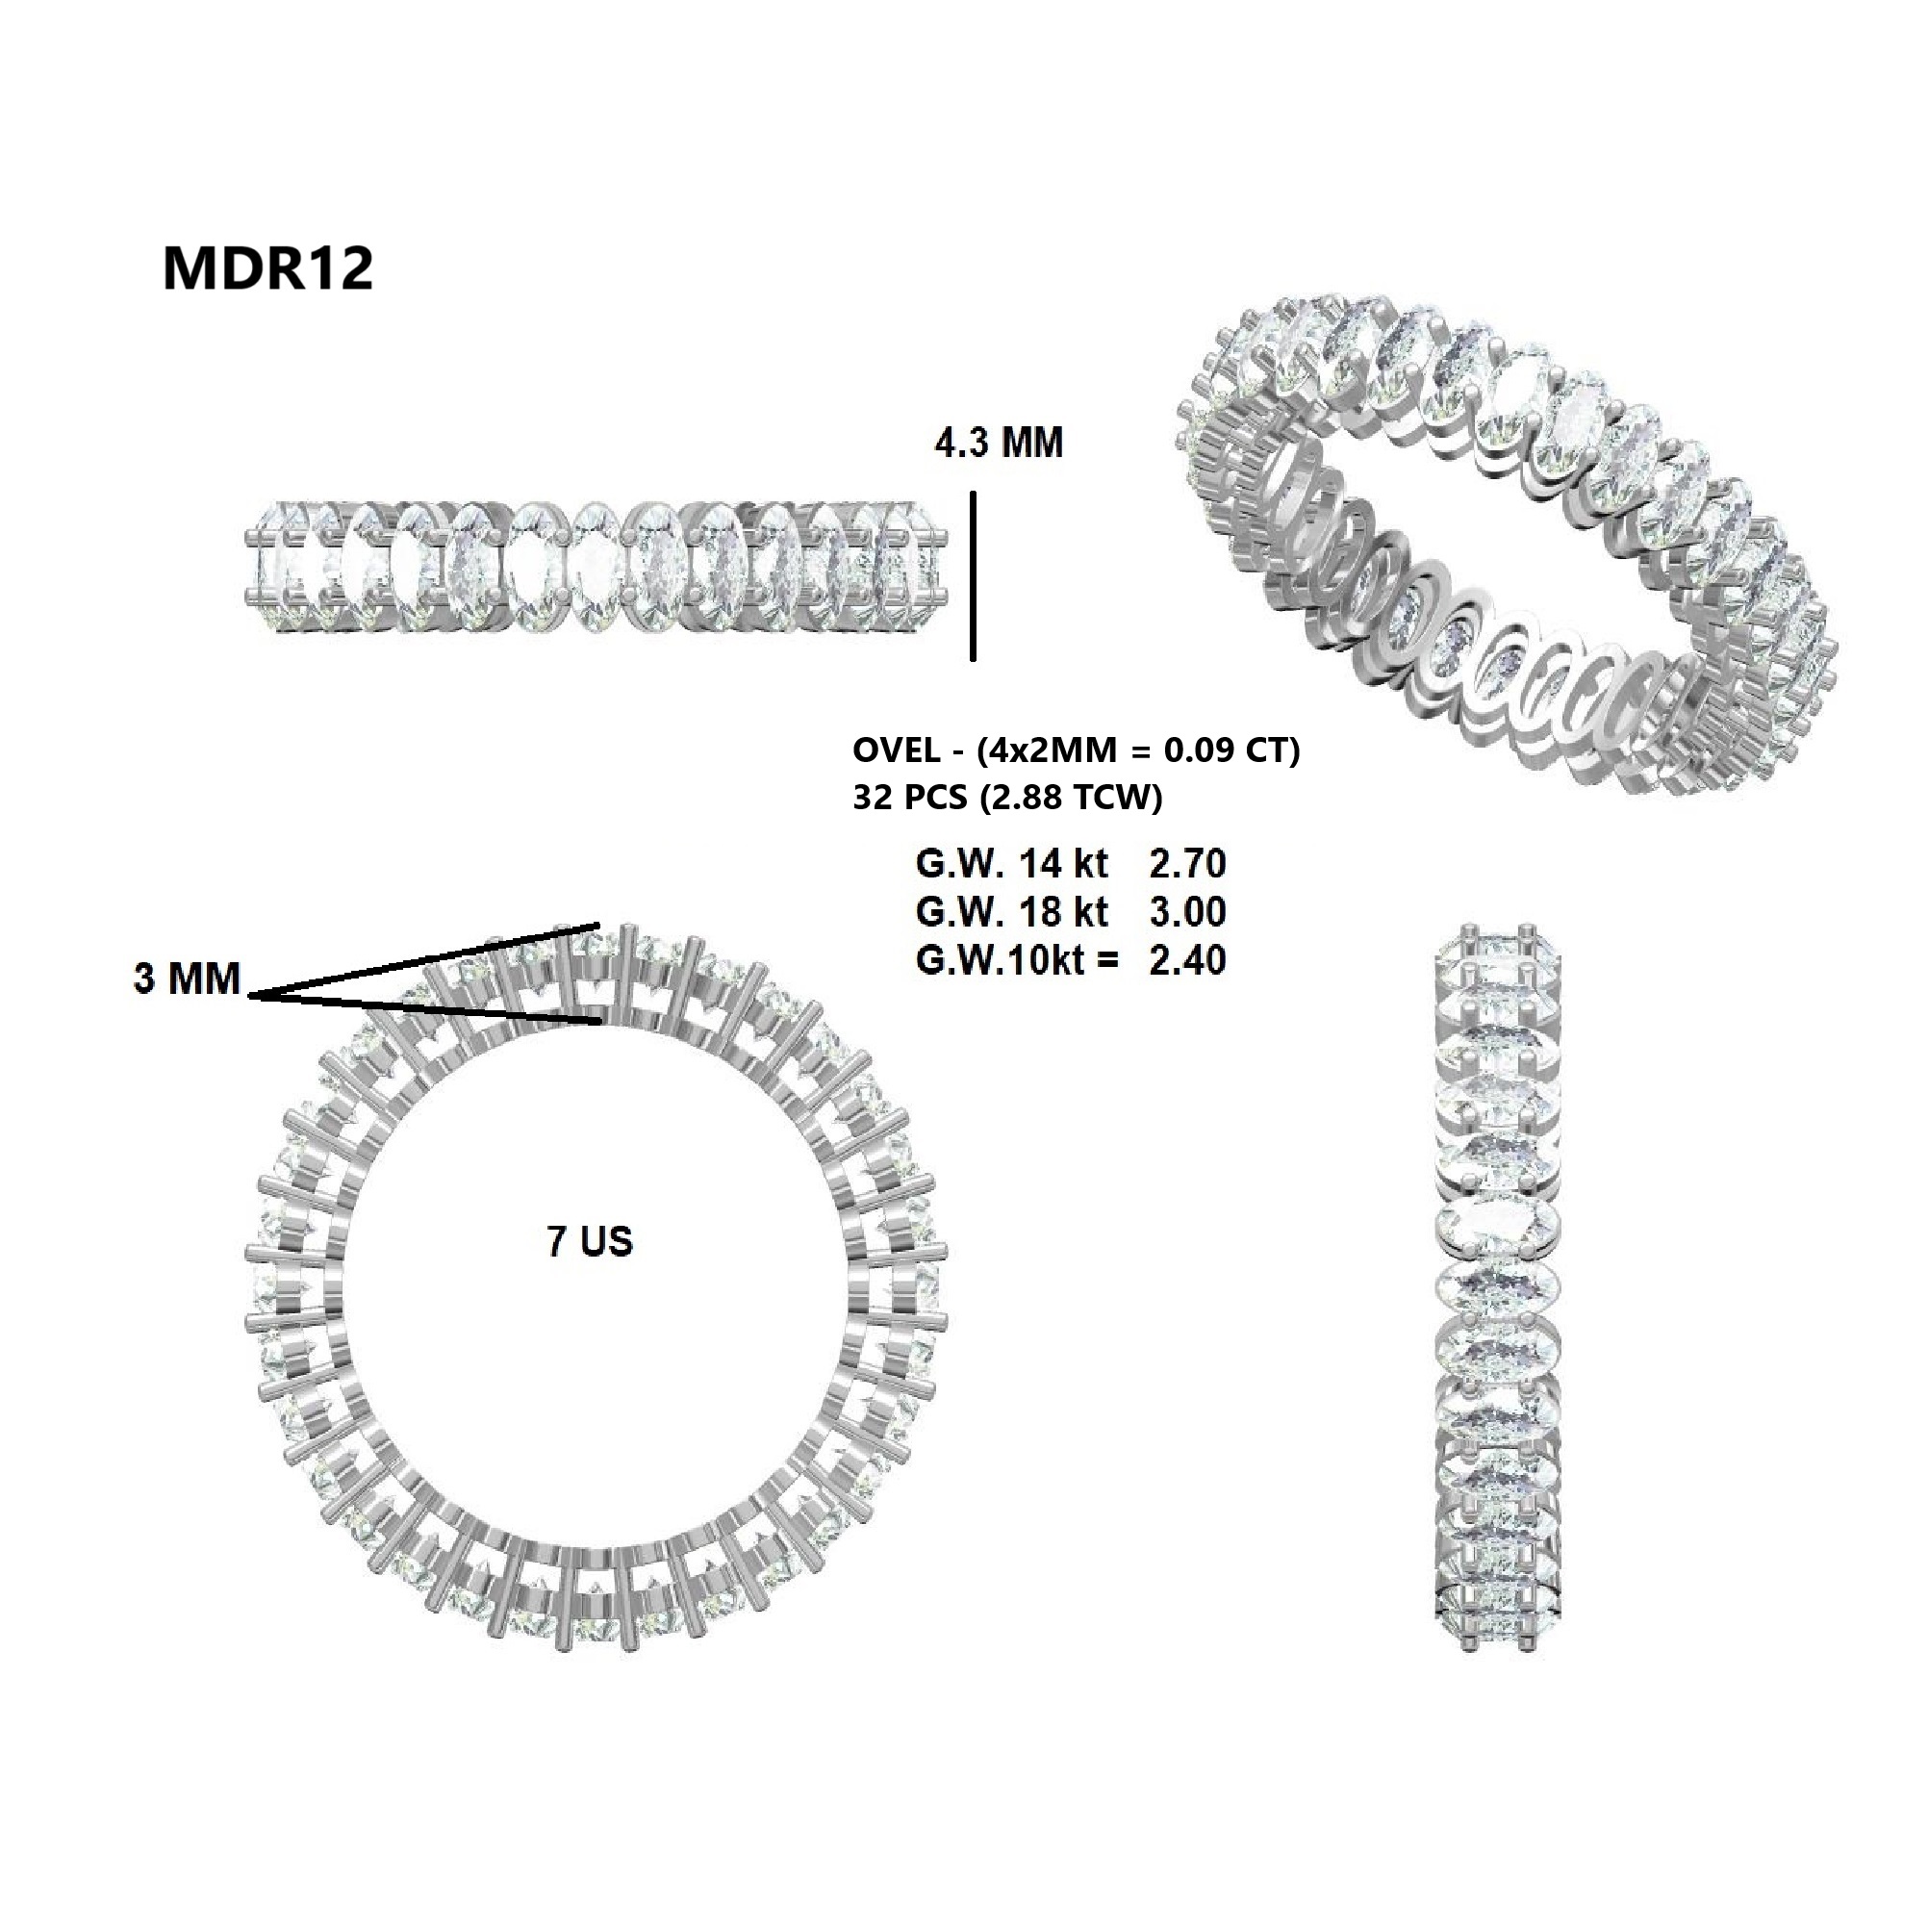 MDR12
4.3 MM
OVEL - (4x2MM = 0.09 CT)
32 PCS (2.88 TCW)
G.W. 14 kt 2.70
G.W. 18 kt 3.00
G.W.10kt = 2.40
3 MM
7 US